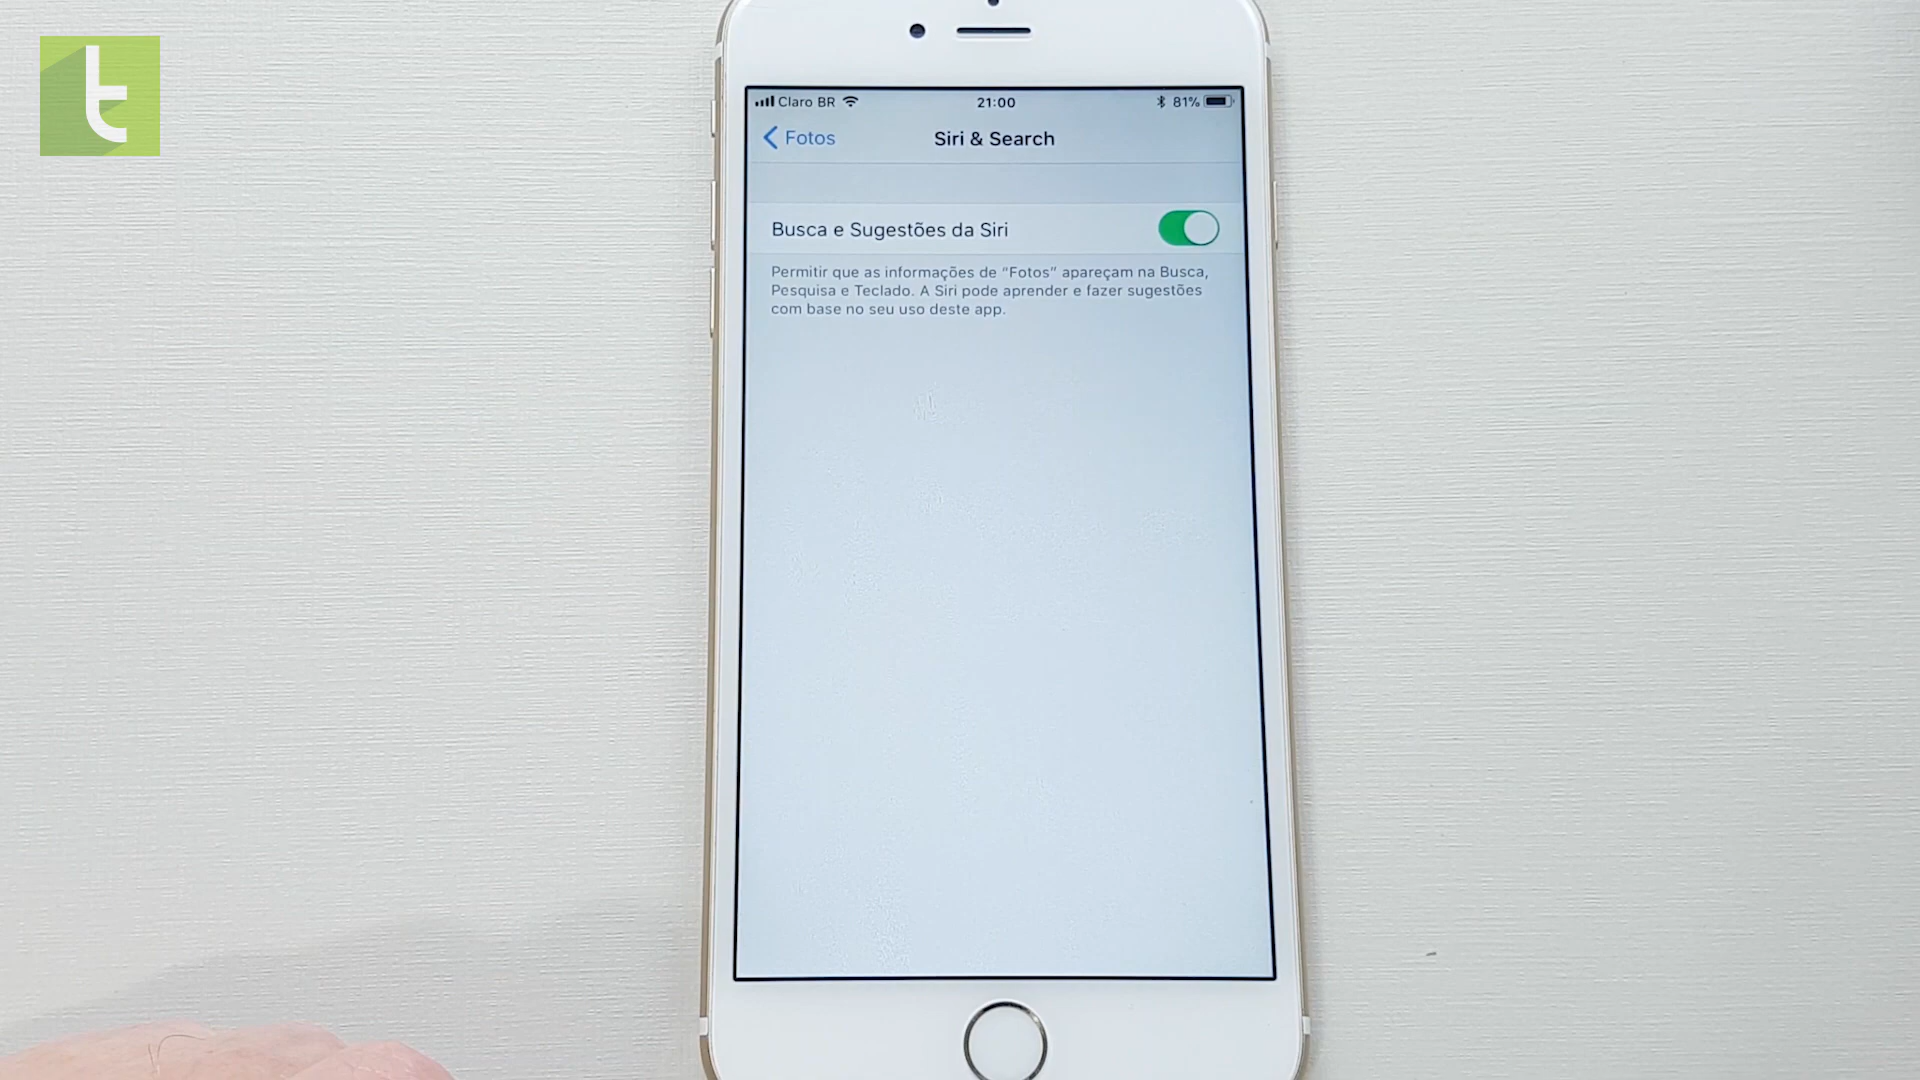 t
Claro BR
21:00
81%
Fotos
Siri & Search
Busca e Sugestões da Siri
Permitir que as informações de “Fotos” apareçam na Busca,
Pesquisa e Teclado. A Siri pode aprender e fazer sugestões
com base no seu uso deste app.